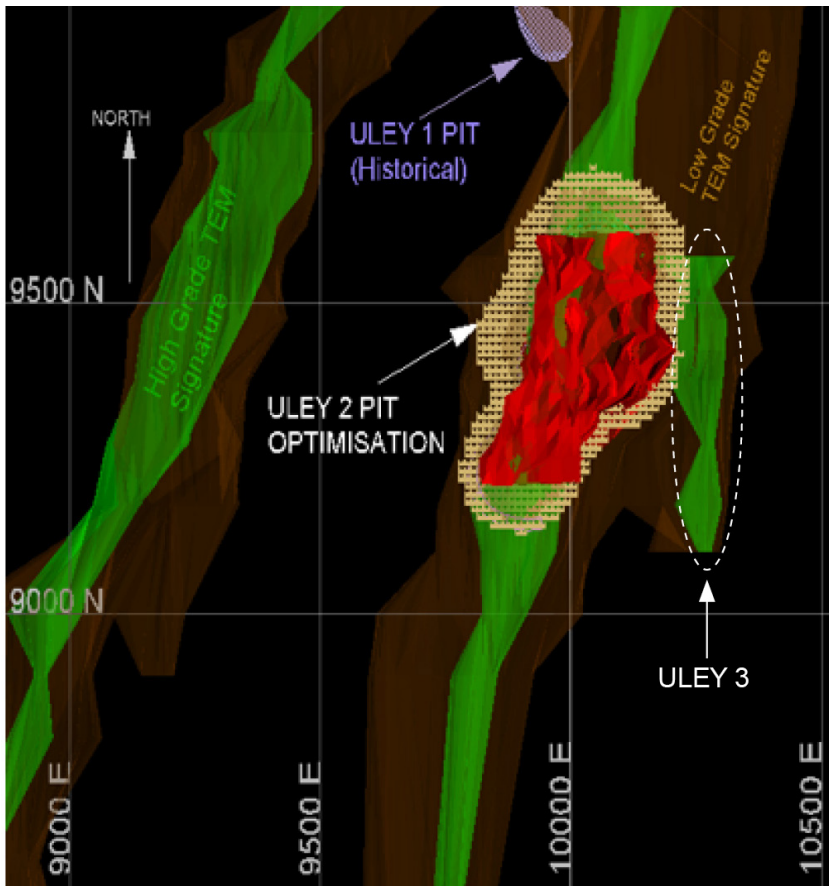 NORTH
ULEY 1 PIT
(Historical)
Low Grade
TEM Signature
High Grade TEM
Signature
9500 N
ULEY 2 PIT
OPTIMISATION
9000 N
ULEY 3
9000 E
9500 E
10000 E
10500 E